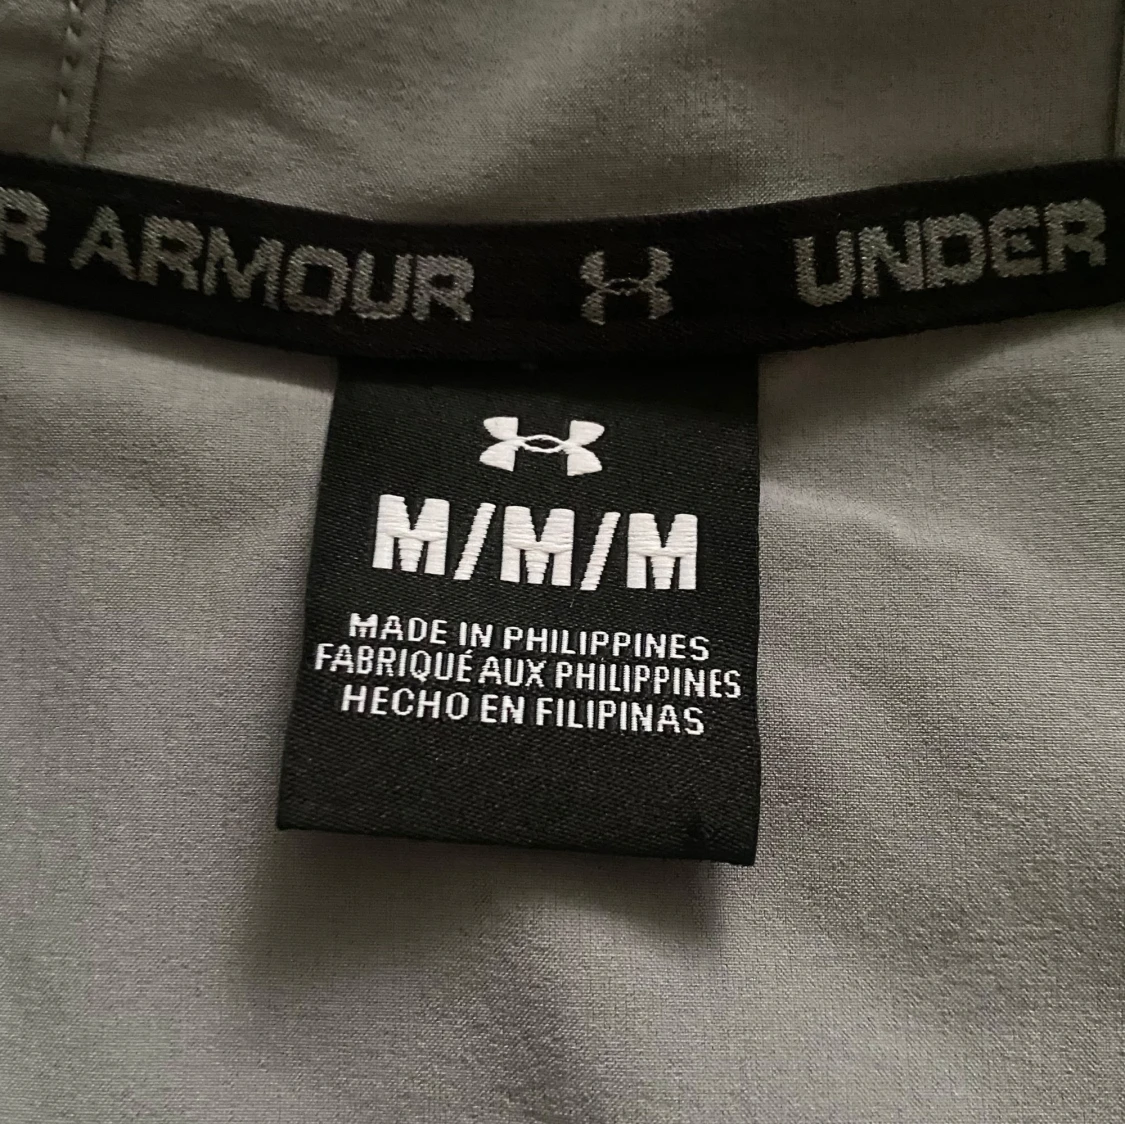 R ARMOUR UNDER
M/M/M
MADE IN PHILIPPINES
FABRIQUÉ AUX PHILIPPINES
HECHO EN FILIPINAS